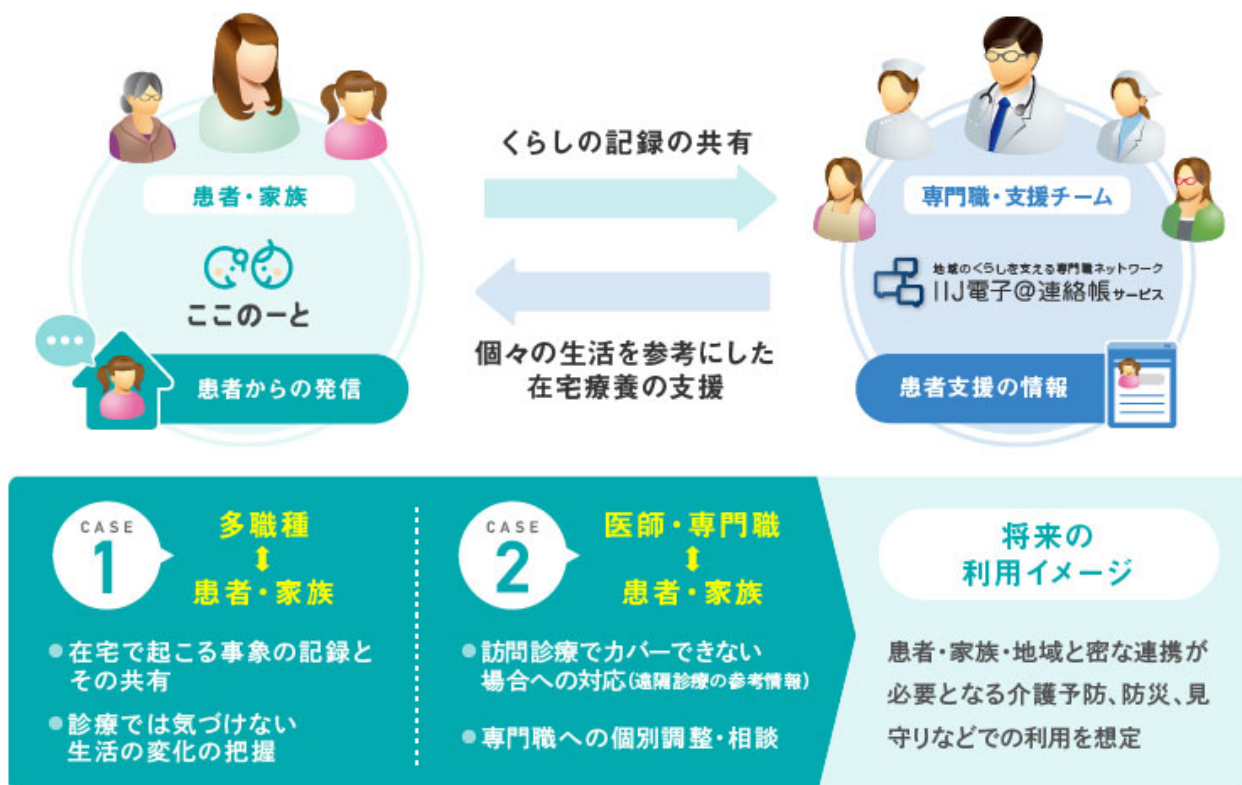 くらしの記録の共有
患者・家族
ここのーと
患者からの発信
個々の生活を参考にした
在宅療養の支援
専門職・支援チーム
地域のくらしを支える専門職ネットワーク
IIJ電子@連絡帳サービス
患者支援の情報
CASE
1
多職種
患者・家族
●在宅で起こる事象の記録と
その共有
●診療では気づけない
生活の変化の把握
CASE
2
医師・専門職
患者・家族
●訪問診療でカバーできない
場合への対応(遠隔診療の参考情報)
●専門職への個別調整・相談
将来の
利用イメージ
患者・家族・地域と密な連携が
必要となる介護予防、防災、見
守りなどでの利用を想定